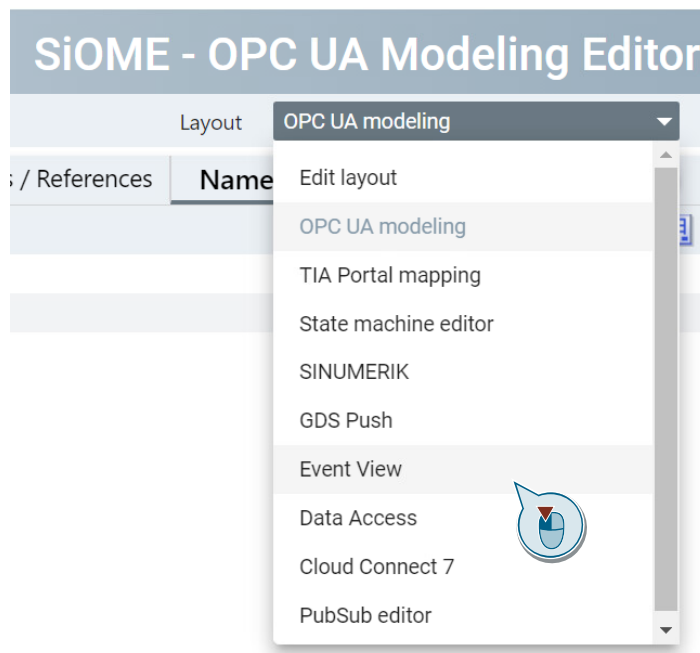 SiOME - OPC UA Modeling Editor
Layout OPC UA modeling
/ References Name
Edit layout
OPC UA modeling
TIA Portal mapping
State machine editor
SINUMERIK
GDS Push
Event View
Data Access
Cloud Connect 7
PubSub editor